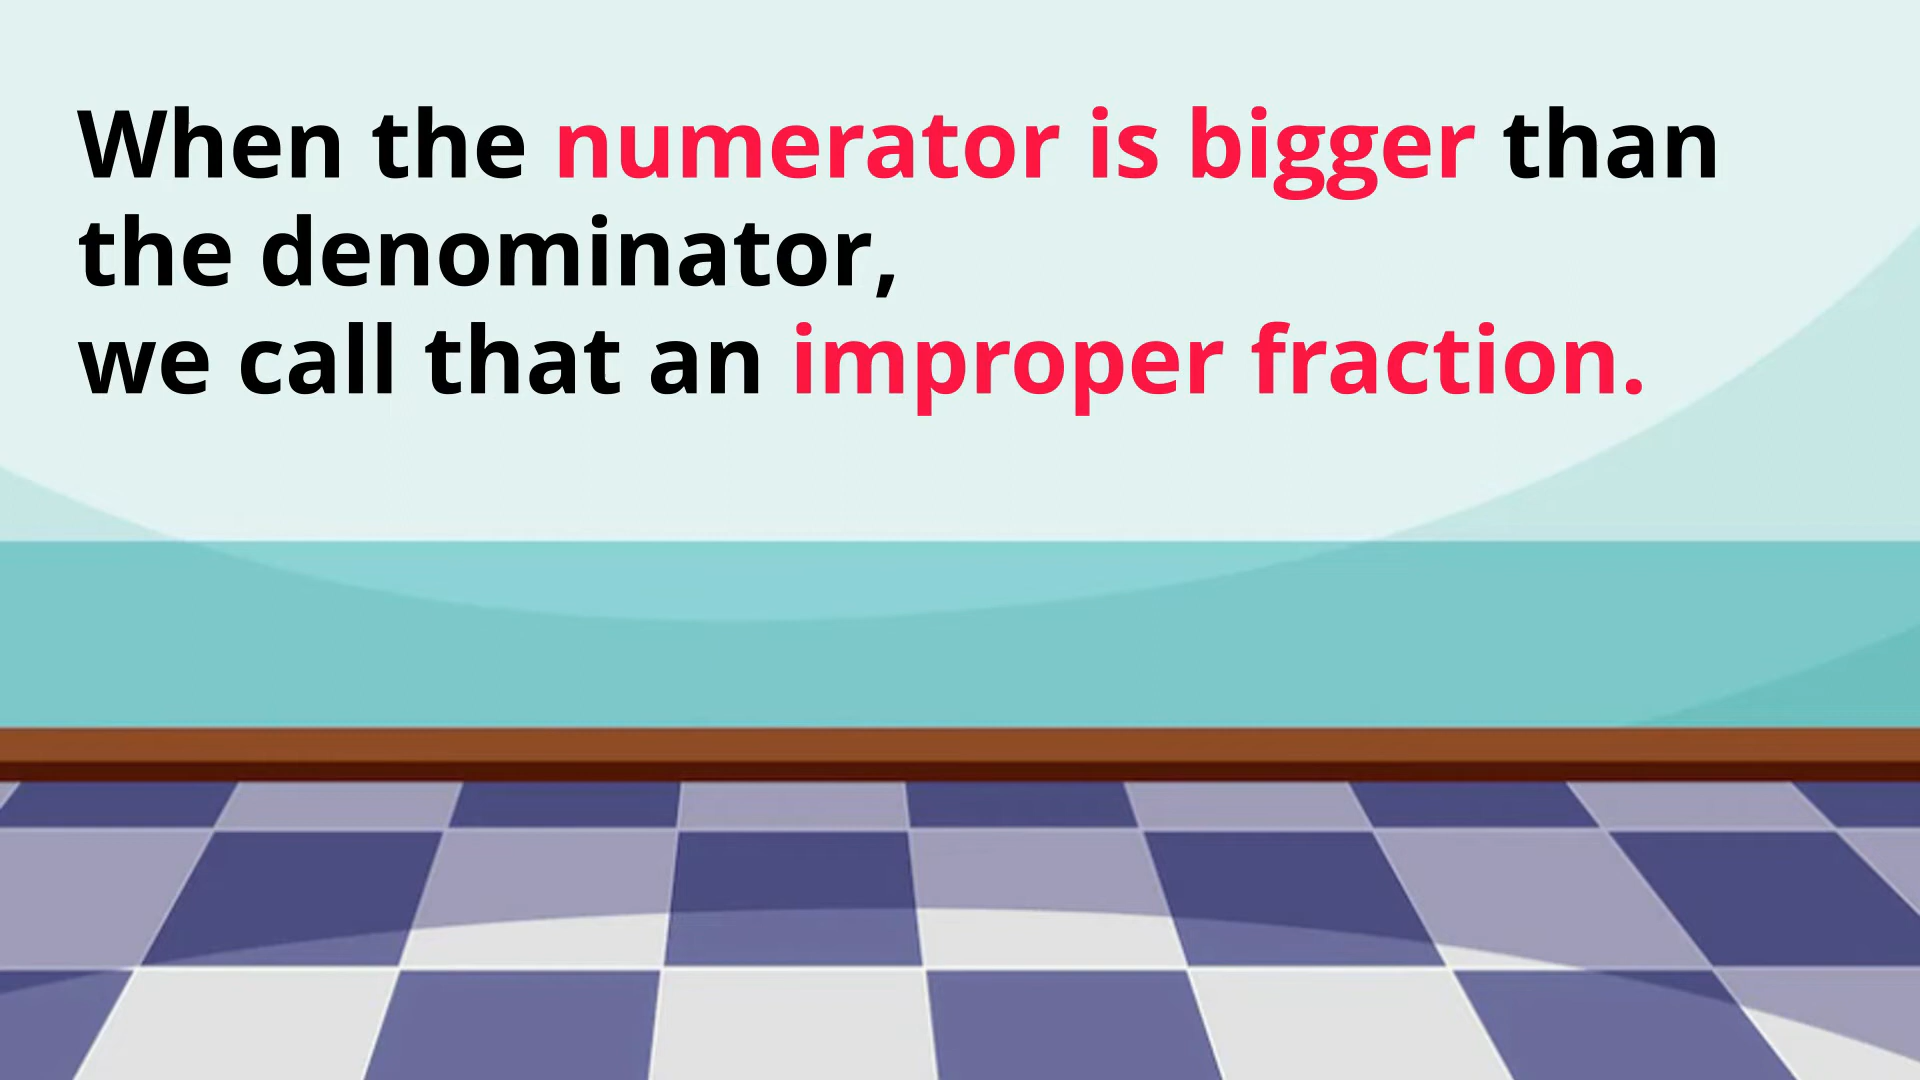 When the numerator is bigger than
the denominator,
we call that an improper fraction.